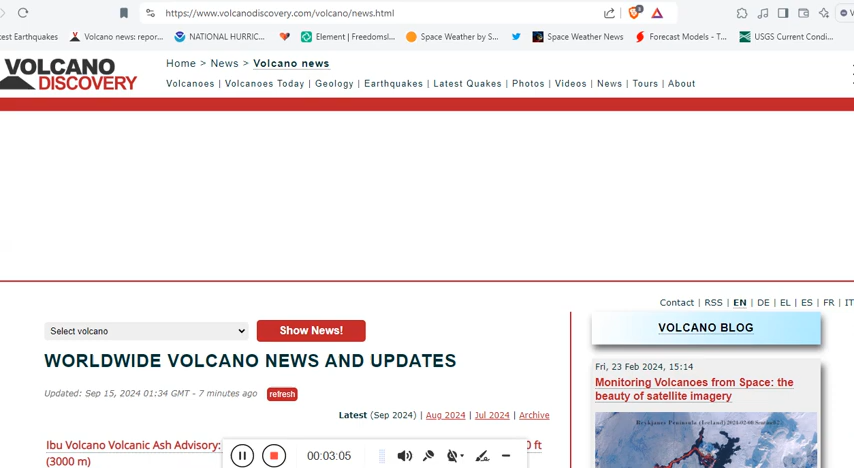 https://www.volcanodiscovery.com/volcano/news.html
test Earthquakes
Volcano news: repor...
NATIONAL HURRIC...
Element | Freedomsl...
Space Weather by S...
Space Weather News
Forecast Models - T...
USGS Current Condi...
VOLCANO
DISCOVERY
Home > News > Volcano news
Volcanoes | Volcanoes Today | Geology | Earthquakes | Latest Quakes | Photos | Videos | News | Tours | About
Contact | RSS | EN | DE | EL | ES | FR | IT
Select volcano
Show News!
VOLCANO BLOG
WORLDWIDE VOLCANO NEWS AND UPDATES
Updated: Sep 15, 2024 01:34 GMT - 7 minutes ago
refresh
Latest (Sep 2024) | Aug 2024 | Jul 2024 | Archive
Ibu Volcano Volcanic Ash Advisory:
0 ft
(3000 m)
00:03:05
Fri, 23 Feb 2024, 15:14
Monitoring Volcanoes from Space: the
beauty of satellite imagery